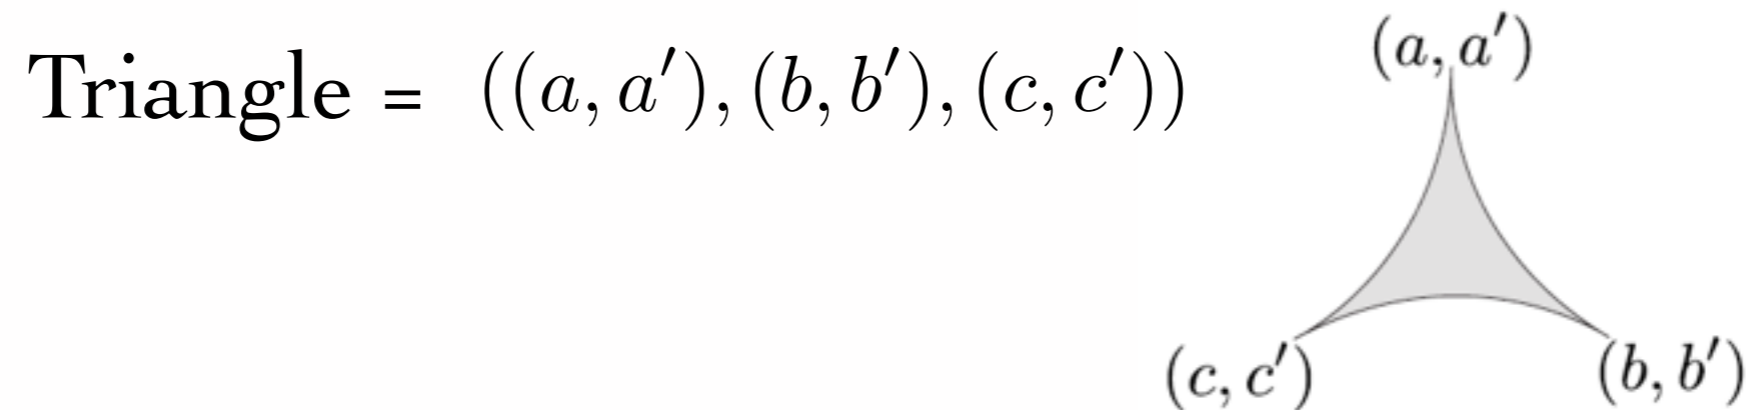 (a, a′)
Triangle = ((a, a′), (b, b′), (c, c′))
(c, c′)
(b, b′)